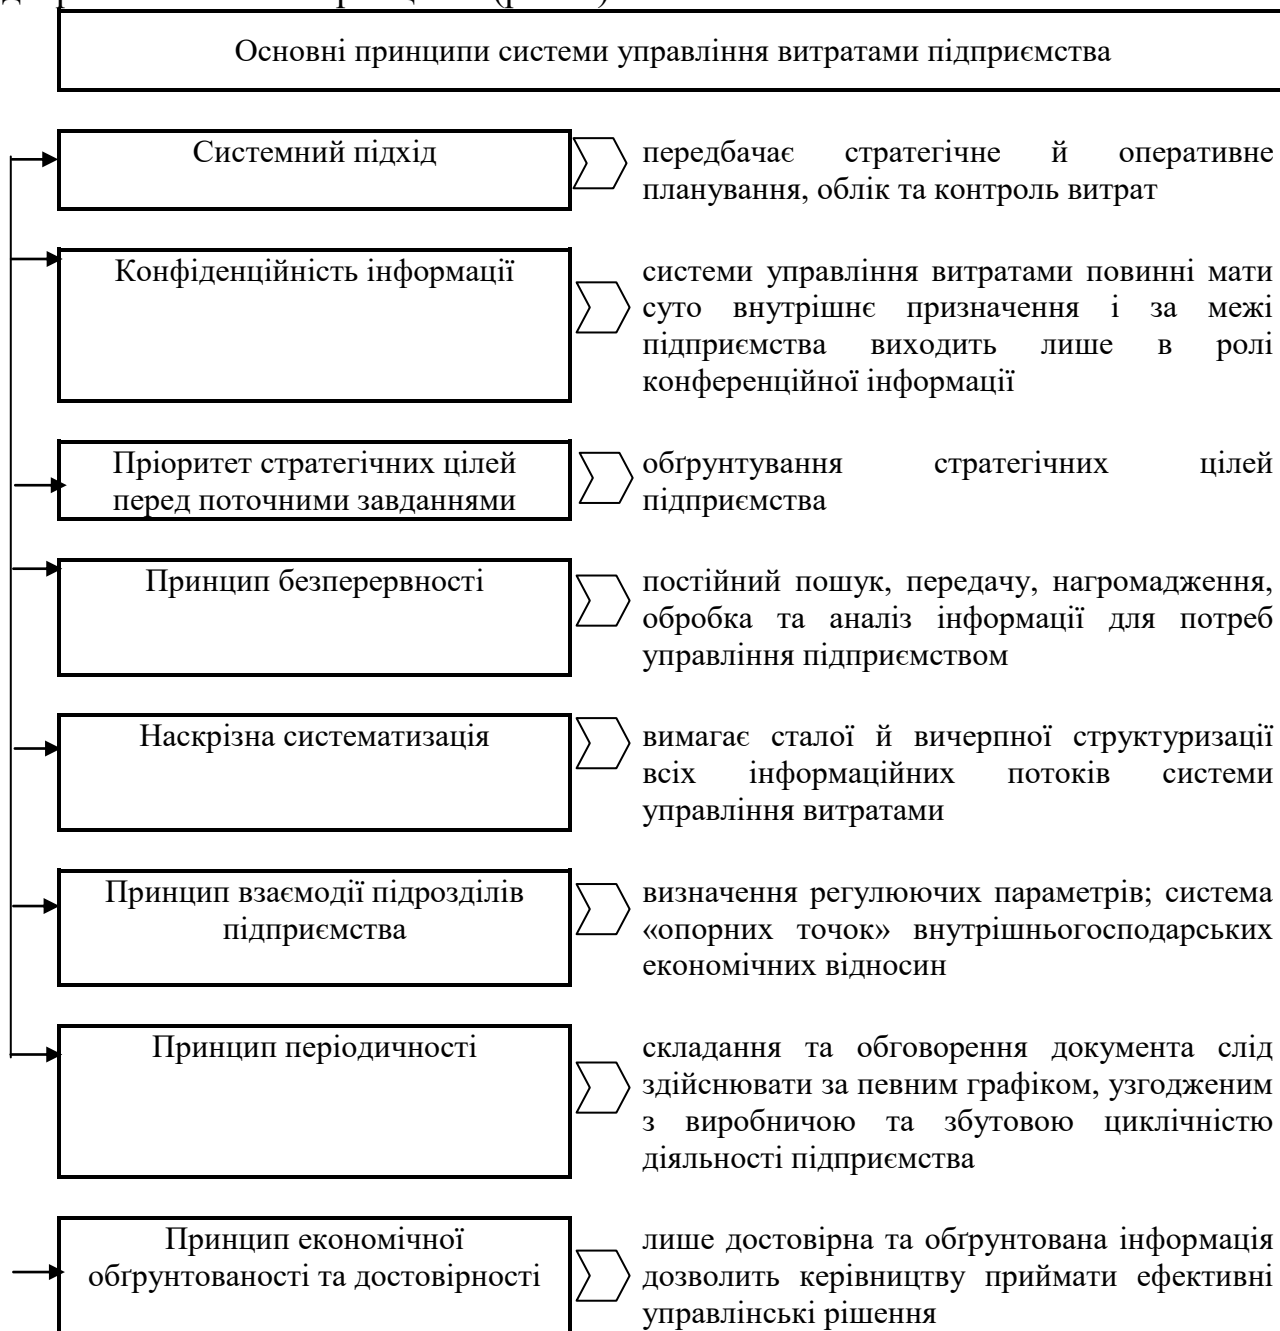 Основні принципи системи управління витратами підприємства
Системний підхід
передбачає стратегічне й оперативне
планування, облік та контроль витрат
Конфіденційність інформації
системи управління витратами повинні мати
суто внутрішнє призначення і за межі
підприємства виходить лише в ролі
конференційної інформації
Пріоритет стратегічних цілей
перед поточними завданнями
обґрунтування стратегічних цілей
підприємства
Принцип безперервності
постійний пошук, передачу, нагромадження,
обробка та аналіз інформації для потреб
управління підприємством
Наскрізна систематизація
вимагає сталої й вичерпної структуризації
всіх інформаційних потоків системи
управління витратами
Принцип взаємодії підрозділів
підприємства
визначення регулюючих параметрів; система
«опорних точок» внутрішньогосподарських
економічних відносин
Принцип періодичності
складання та обговорення документа слід
здійснювати за певним графіком, узгодженим
з виробничою та збутовою циклічністю
діяльності підприємства
Принцип економічної
обґрунтованості та достовірності
лише достовірна та обґрунтована інформація
дозволить керівництву приймати ефективні
управлінські рішення